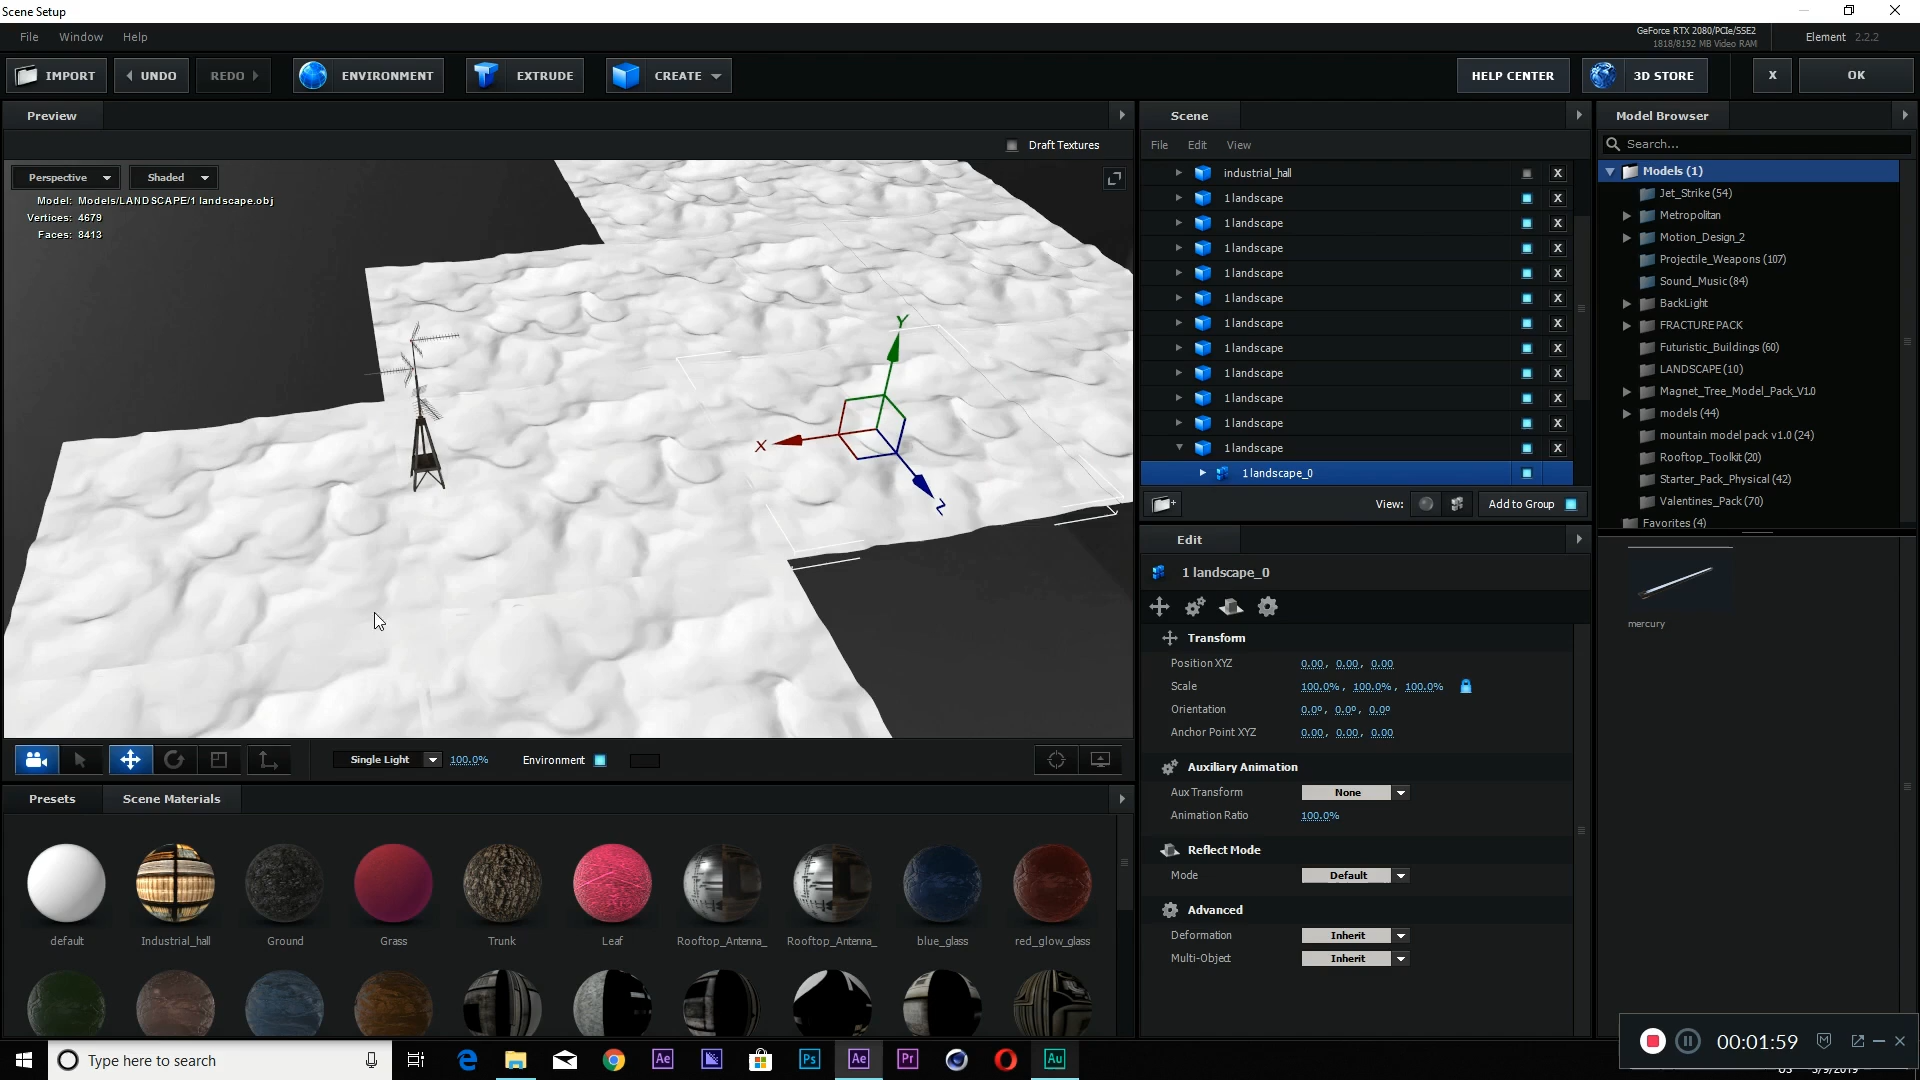 Scene Setup
File Window Help
GeForce RTX 2080/PCIe/SSE2
1818/8192 MB Video RAM
Element 2.2.2
IMPORT
UNDO
REDO
ENVIRONMENT
EXTRUDE
CREATE
HELP CENTER
3D STORE
X
OK
Preview
Draft Textures
Perspective
Shaded
Model: Models/LANDSCAPE/1 landscape.obj
Vertices: 4679
Faces: 8413
Y
X
Z
Single Light
100.0%
Environment
Presets
Scene Materials
default
Industrial_hall
Ground
Grass
Trunk
Leaf
Rooftop_Antenna_
Rooftop_Antenna_
blue_glass
red_glow_glass
Scene
File Edit View
industrial_hall X
1 landscape X
1 landscape X
1 landscape X
1 landscape X
1 landscape X
1 landscape X
1 landscape X
1 landscape X
1 landscape X
1 landscape X
1 landscape X
1 landscape_0
View:
Add to Group
Edit
1 landscape_0
Transform
Position XYZ 0.00, 0.00, 0.00
Scale 100.0%, 100.0%, 100.0%
Orientation 0.0º, 0.0º, 0.0º
Anchor Point XYZ 0.00, 0.00, 0.00
Auxiliary Animation
Aux Transform None
Animation Ratio 100.0%
Reflect Mode
Mode Default
Advanced
Deformation Inherit
Multi-Object Inherit
Model Browser
Search...
Models (1)
Jet_Strike (54)
Metropolitan
Motion_Design_2
Projectile_Weapons (107)
Sound_Music (84)
BackLight
FRACTURE PACK
Futuristic_Buildings (60)
LANDSCAPE (10)
Magnet_Tree_Model_Pack_V1.0
models (44)
mountain model pack v1.0 (24)
Rooftop_Toolkit (20)
Starter_Pack_Physical (42)
Valentines_Pack (70)
Favorites (4)
mercury
00:01:59
Type here to search
Ae
Ps
Ae
Pr
Au